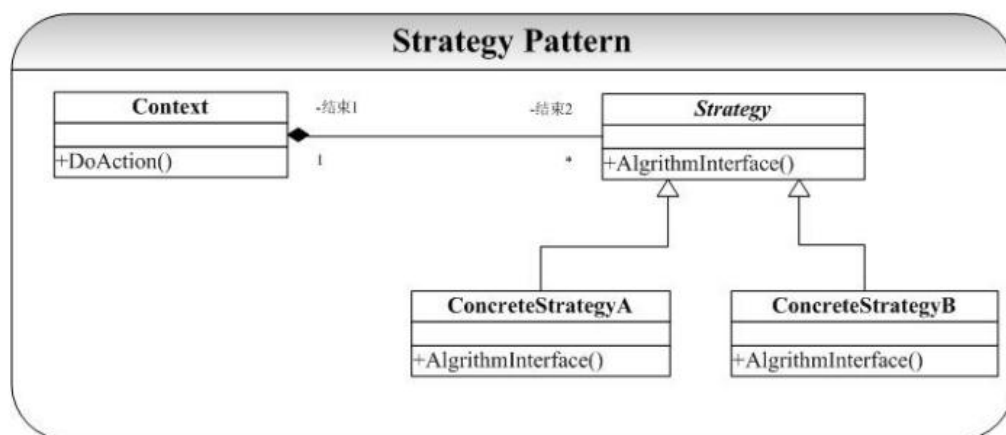 Strategy Pattern
Context
-结束1
-结束2
Strategy
+DoAction()
1
*
+AlgrithmInterface()
ConcreteStrategyA
ConcreteStrategyB
+AlgrithmInterface()
+AlgrithmInterface()